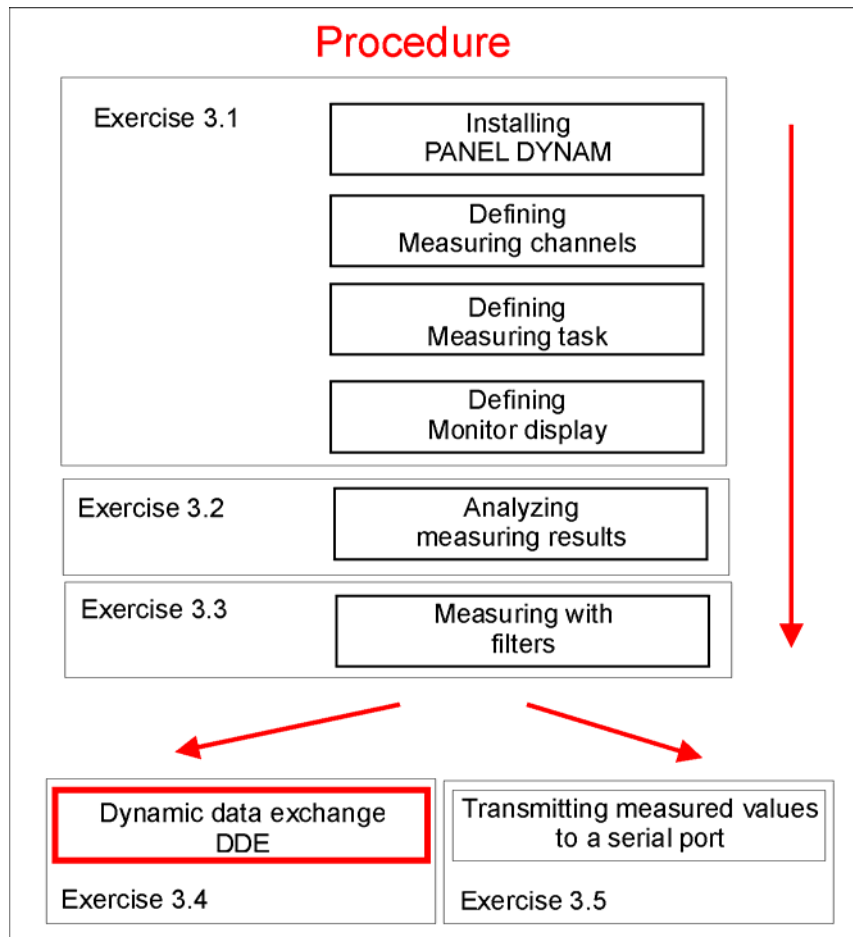 Procedure
Exercise 3.1
Installing
PANEL DYNAM
Defining
Measuring channels
Defining
Measuring task
Defining
Monitor display
Exercise 3.2
Analyzing
measuring results
Exercise 3.3
Measuring with
filters
Dynamic data exchange
DDE
Exercise 3.4
Transmitting measured values
to a serial port
Exercise 3.5